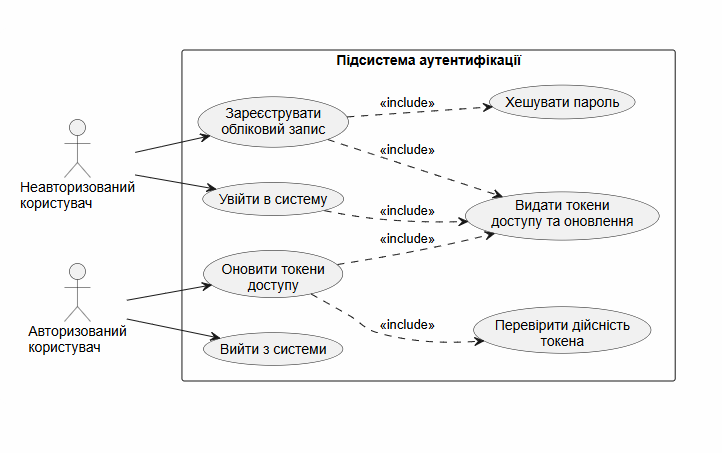 Підсистема аутентифікації
Зареєструвати
обліковий запис
«include»
Хешувати пароль
«include»
Неавторизований
користувач
Увійти в систему
«include»
Видати токени
доступу та оновлення
«include»
Оновити токени
доступу
Авторизований
користувач
«include»
Перевірити дійсність
токена
Вийти з системи